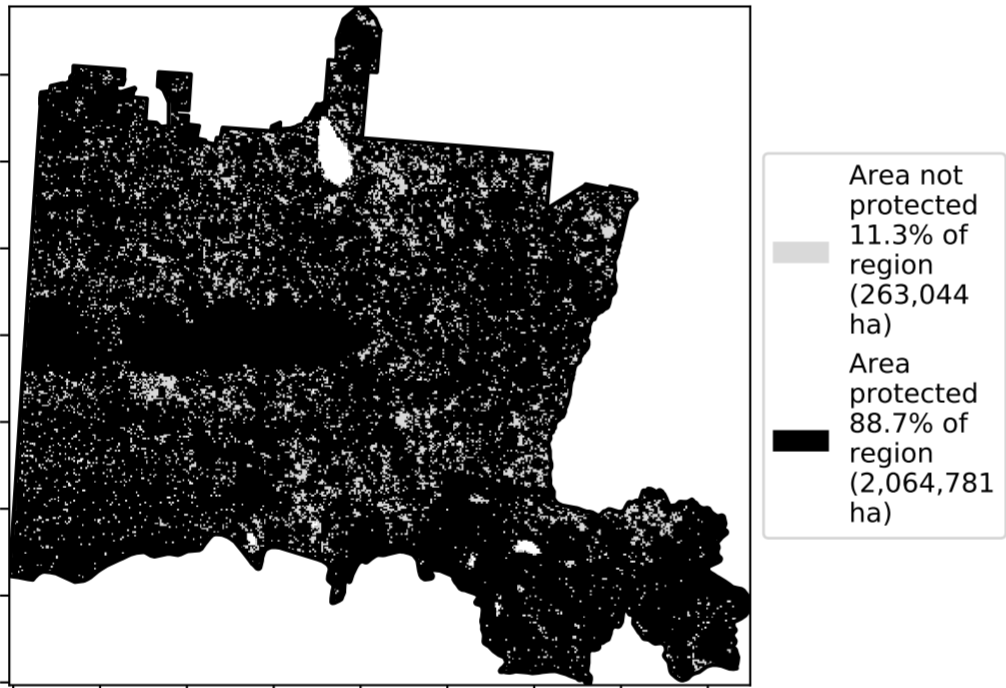 Area not
protected
11.3% of
region
(263,044
ha)
Area
protected
88.7% of
region
(2,064,781
ha)